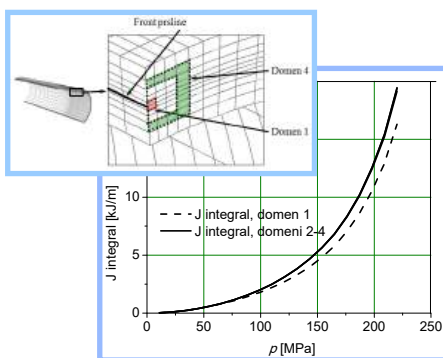 Front prsline
Domen 4
Domen 1
J integral [kJ/m]
10
5
0
J integral, domen 1
J integral, domeni 2-4
0
50
100
150
200
250
p [MPa]